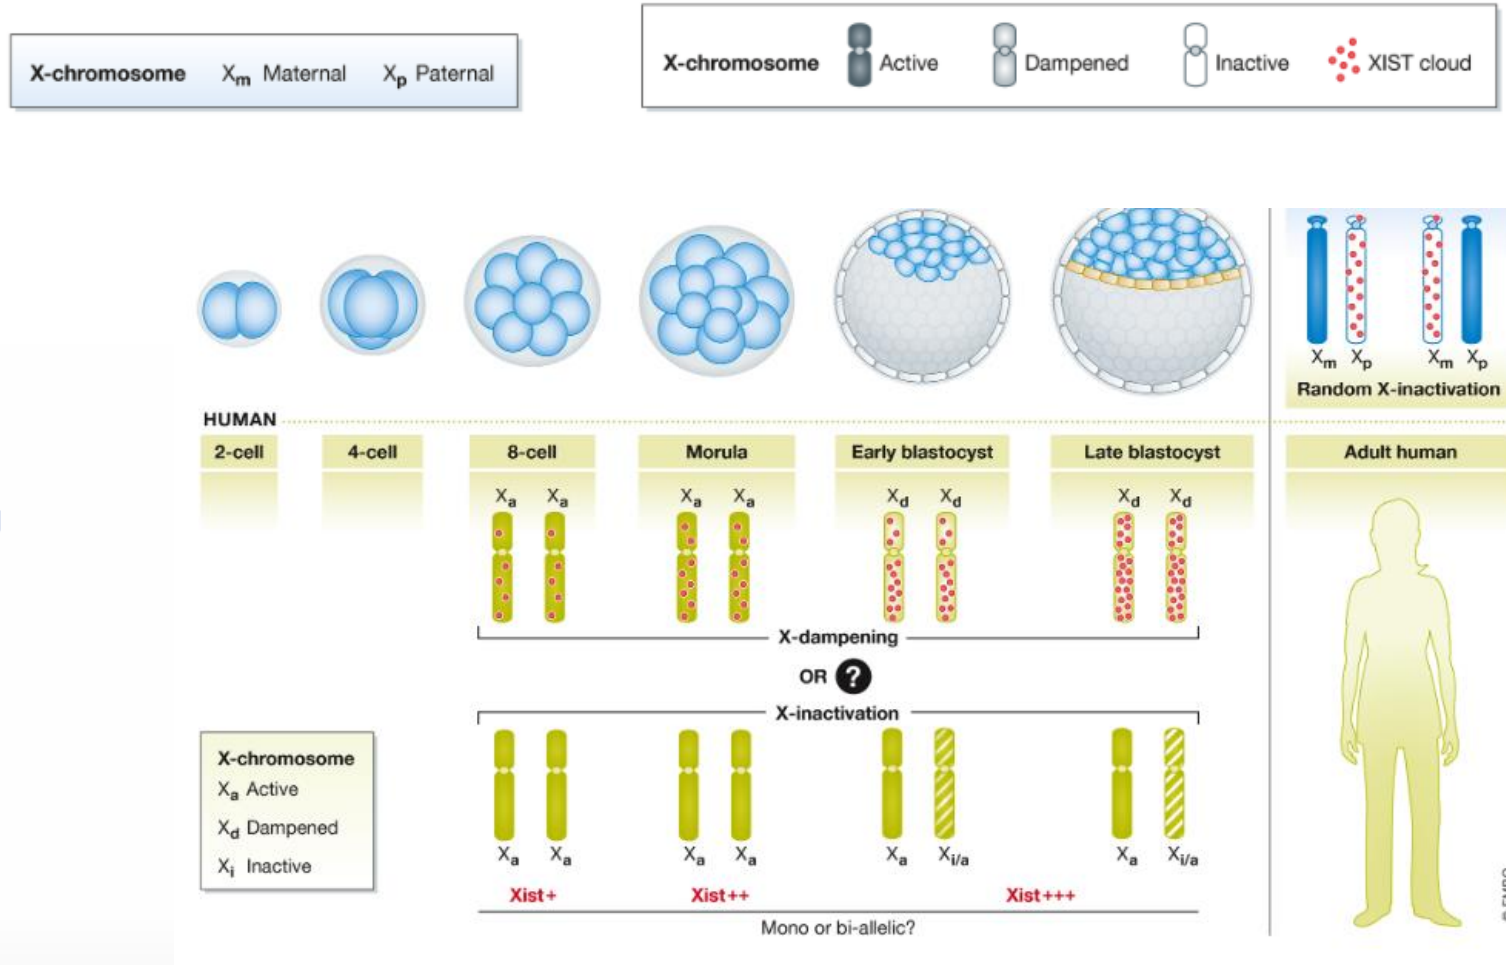 X-chromosome Xm Maternal Xp Paternal
X-chromosome Active Dampened Inactive XIST cloud
Xm Xp Xm Xp
Random X-inactivation
HUMAN
2-cell 4-cell 8-cell Morula Early blastocyst Late blastocyst Adult human
Xa Xa Xa Xa Xd Xd Xd Xd
X-dampening
OR ?
X-inactivation
X-chromosome
Xa Active
Xd Dampened
Xi Inactive
Xa Xa Xa Xa Xa Xi/a Xa Xi/a
Xist+ Xist++ Xist+++
Mono or bi-allelic?